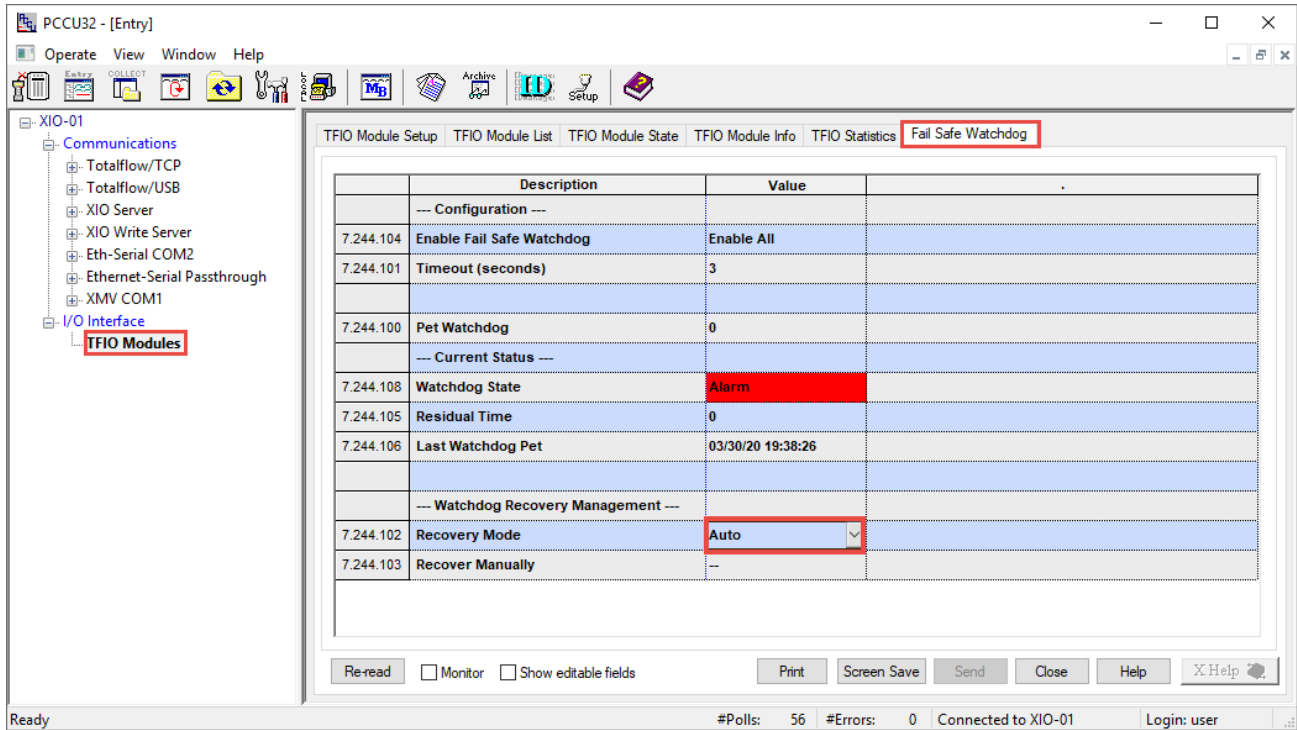 PCCU32 - [Entry]
Operate View Window Help
Entry
COLLECT
MB
Archive
ID
Setup
XIO-01
Communications
Totalflow/TCP
Totalflow/USB
XIO Server
XIO Write Server
Eth-Serial COM2
Ethernet-Serial Passthrough
XMV COM1
I/O Interface
TFIO Modules
TFIO Module Setup TFIO Module List TFIO Module State TFIO Module Info TFIO Statistics Fail Safe Watchdog
Description Value .
--- Configuration ---
7.244.104 Enable Fail Safe Watchdog Enable All
7.244.101 Timeout (seconds) 3
7.244.100 Pet Watchdog 0
--- Current Status ---
7.244.108 Watchdog State Alarm
7.244.105 Residual Time 0
7.244.106 Last Watchdog Pet 03/30/20 19:38:26
--- Watchdog Recovery Management ---
7.244.102 Recovery Mode Auto
7.244.103 Recover Manually --
Re-read Monitor Show editable fields Print Screen Save Send Close Help X Help
Ready #Polls: 56 #Errors: 0 Connected to XIO-01 Login: user